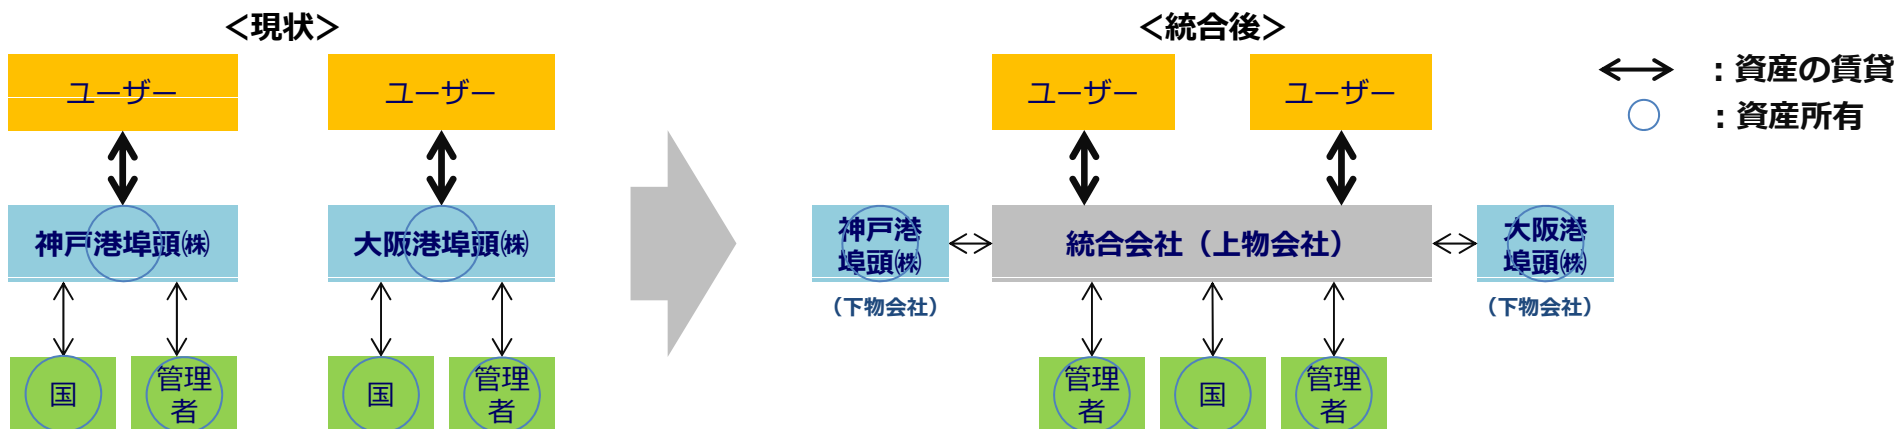 ＜現状＞
ユーザー
ユーザー
神戸港埠頭㈱
大阪港埠頭㈱
国
管理
者
国
管理
者
＜統合後＞
ユーザー
ユーザー
神戸港
埠頭㈱
（下物会社）
統合会社（上物会社）
大阪港
埠頭㈱
（下物会社）
管理
者
国
管理
者
：資産の賃貸
：資産所有